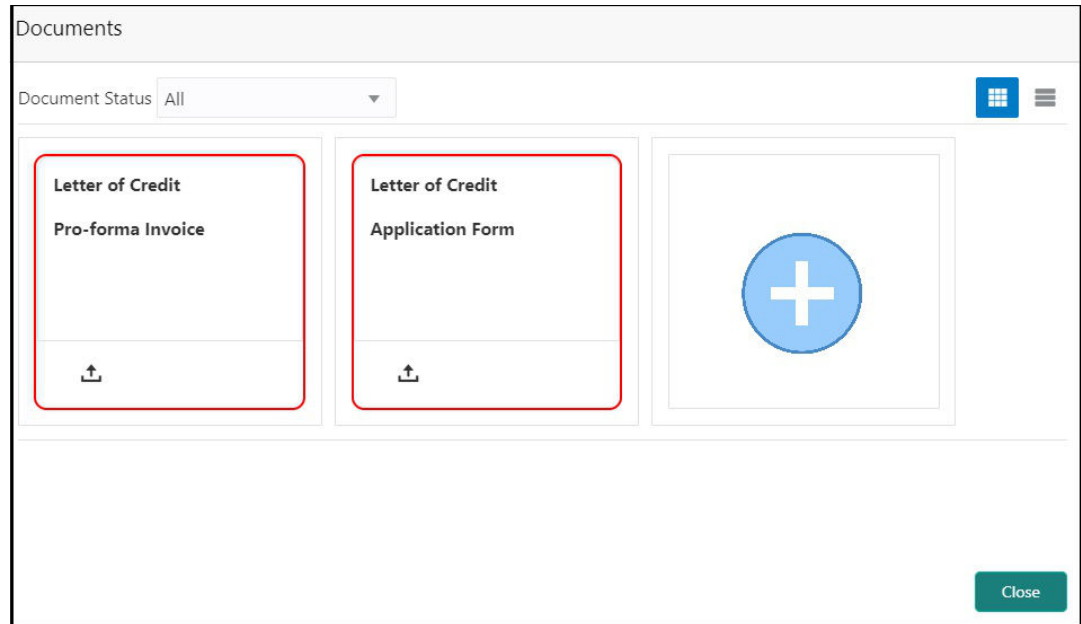 Documents
Document Status All
Letter of Credit
Pro-forma Invoice
Letter of Credit
Application Form
Close